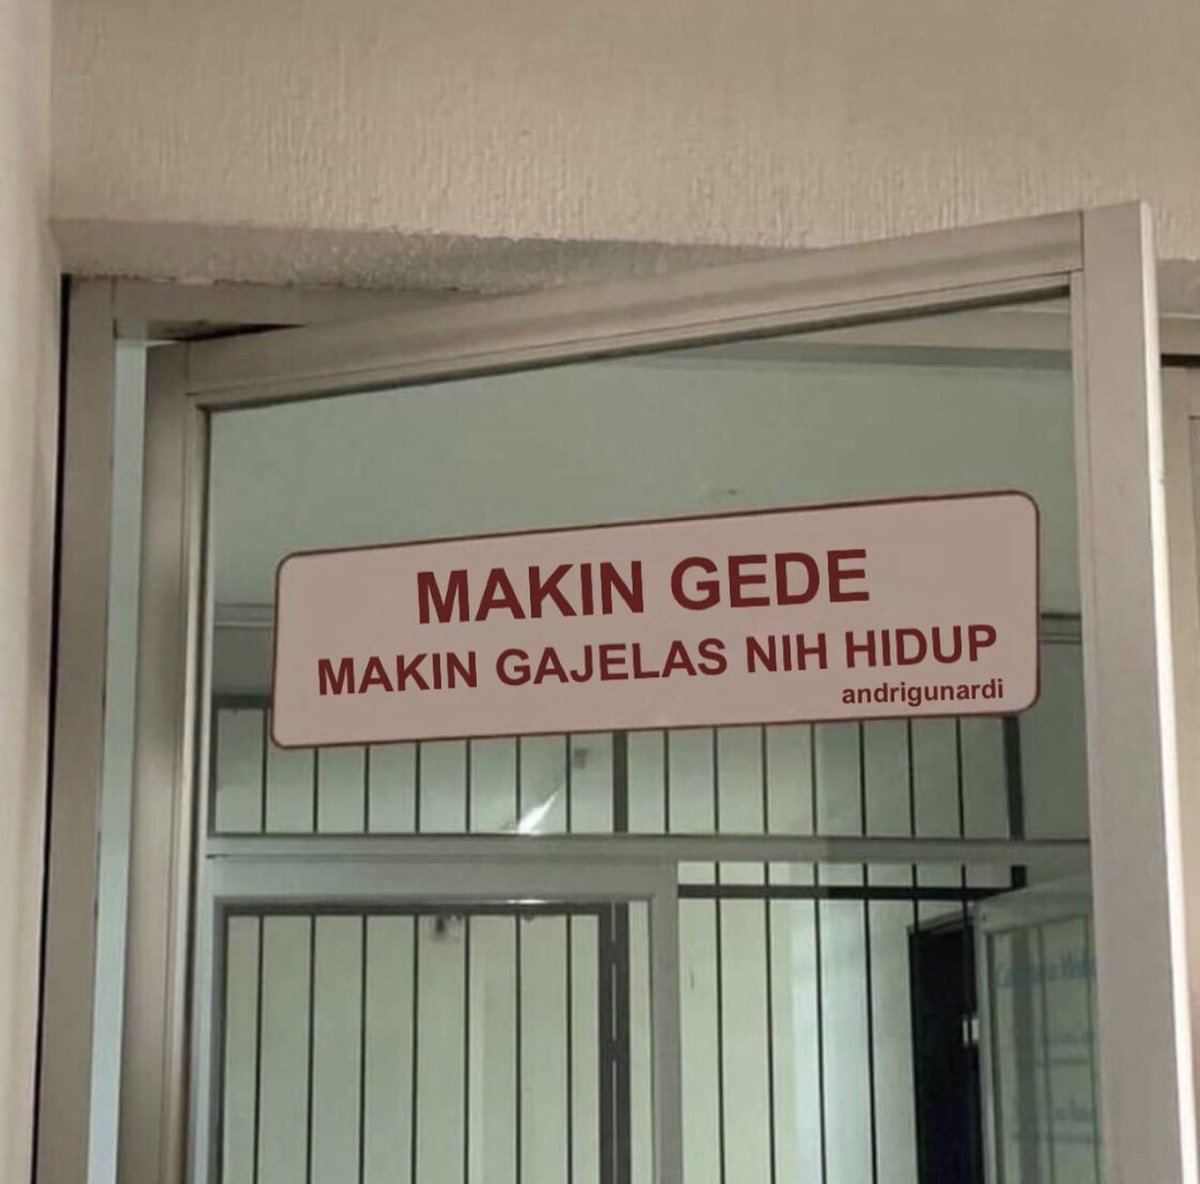 MAKIN GEDE
MAKIN GAJELAS NIH HIDUP
andrigunardi